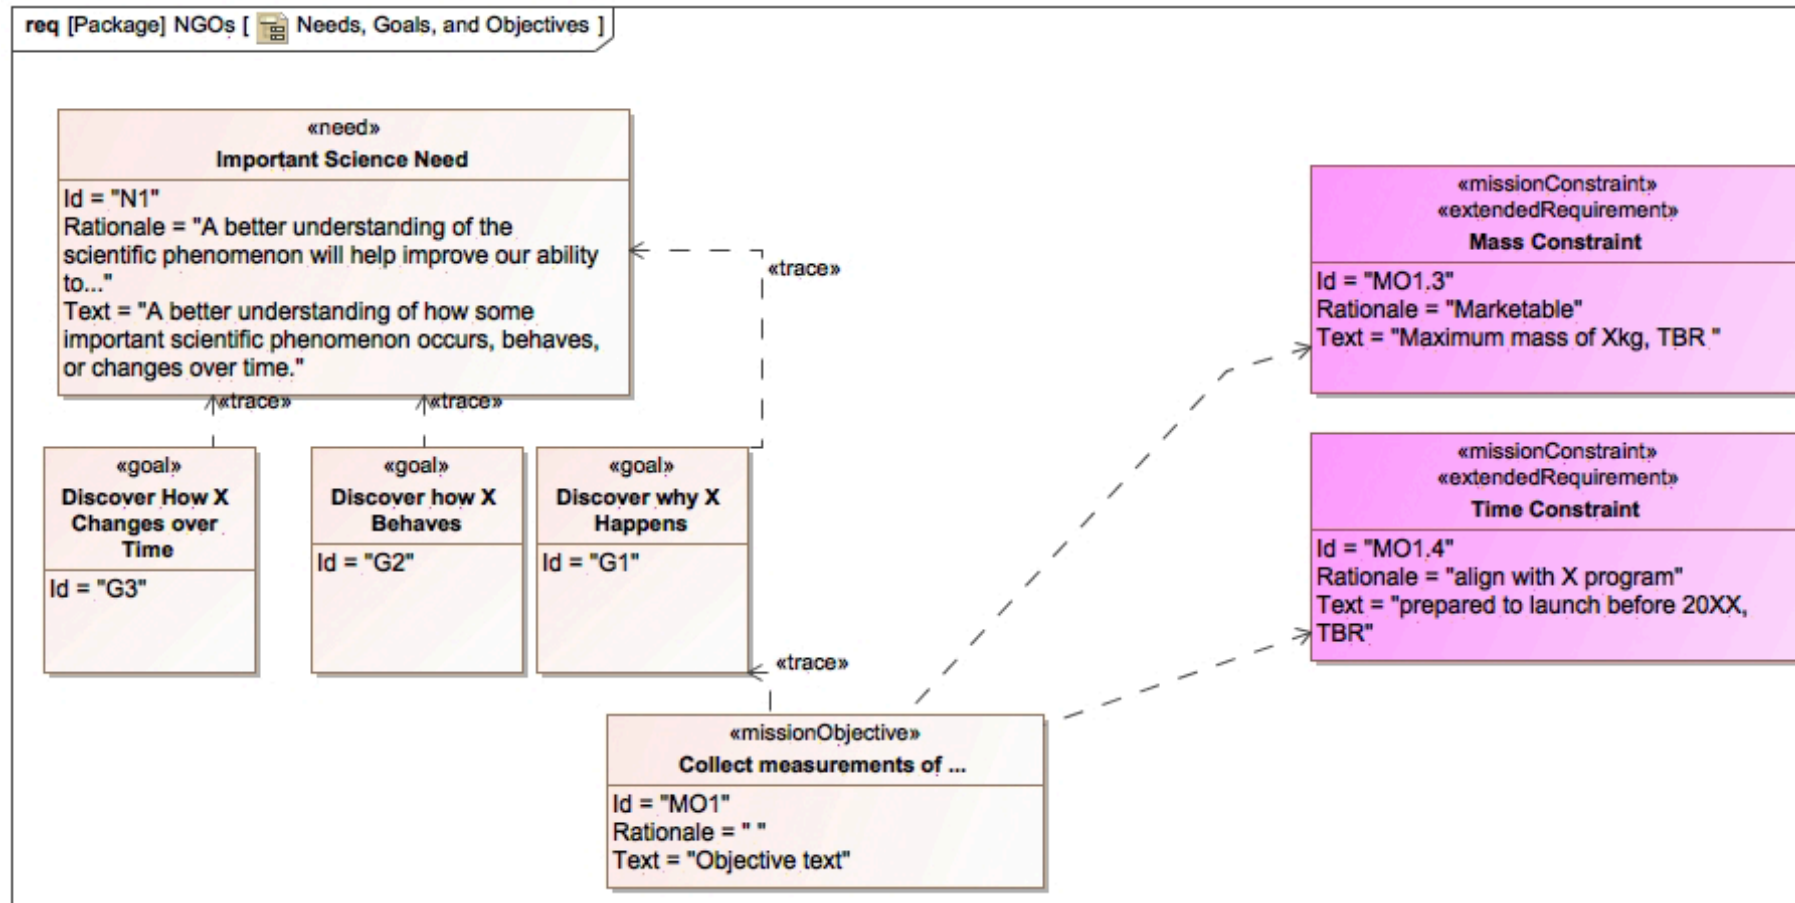 req [Package] NGOs [ Needs, Goals, and Objectives ]
«need»
Important Science Need
Id = "N1"
Rationale = "A better understanding of the
scientific phenomenon will help improve our ability
to..."
Text = "A better understanding of how some
important scientific phenomenon occurs, behaves,
or changes over time."
«trace»
«trace»
«trace»
«goal»
Discover How X
Changes over
Time
Id = "G3"
«goal»
Discover how X
Behaves
Id = "G2"
«goal»
Discover why X
Happens
Id = "G1"
«trace»
«missionObjective»
Collect measurements of ...
Id = "MO1"
Rationale = " "
Text = "Objective text"
«missionConstraint»
«extendedRequirement»
Mass Constraint
Id = "MO1.3"
Rationale = "Marketable"
Text = "Maximum mass of Xkg, TBR "
«missionConstraint»
«extendedRequirement»
Time Constraint
Id = "MO1.4"
Rationale = "align with X program"
Text = "prepared to launch before 20XX,
TBR"